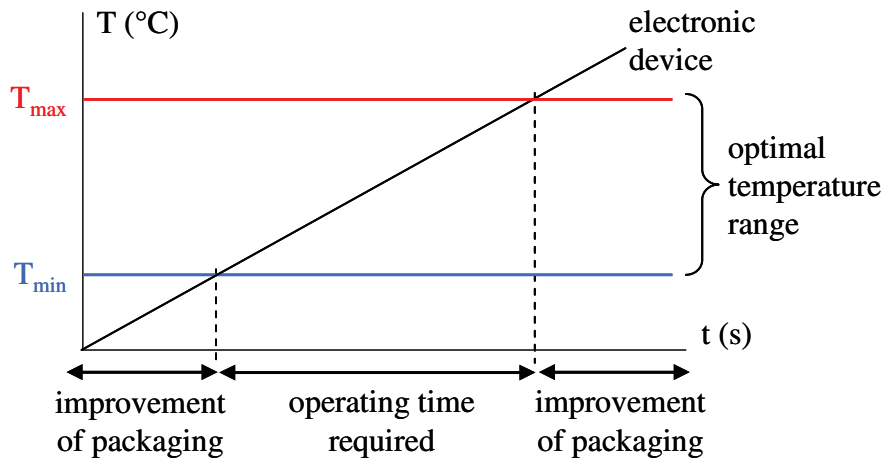 T (°C)
electronic
device
Tmax
optimal
temperature
range
Tmin
t (s)
improvement
of packaging
operating time
required
improvement
of packaging